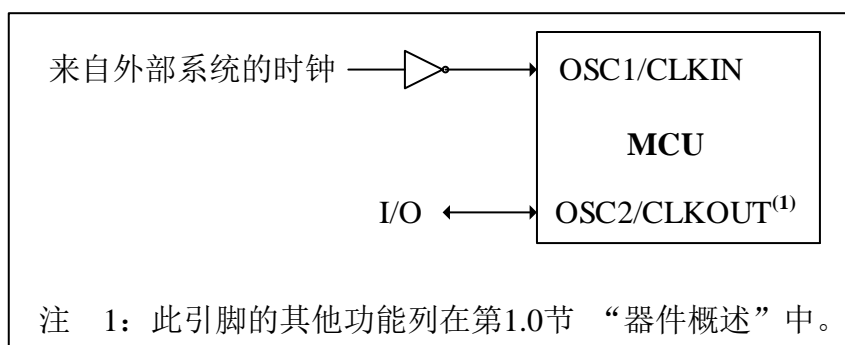 来自外部系统的时钟
OSC1/CLKIN
MCU
I/O
OSC2/CLKOUT(1)
注 1：此引脚的其他功能列在第1.0节 “器件概述”中。